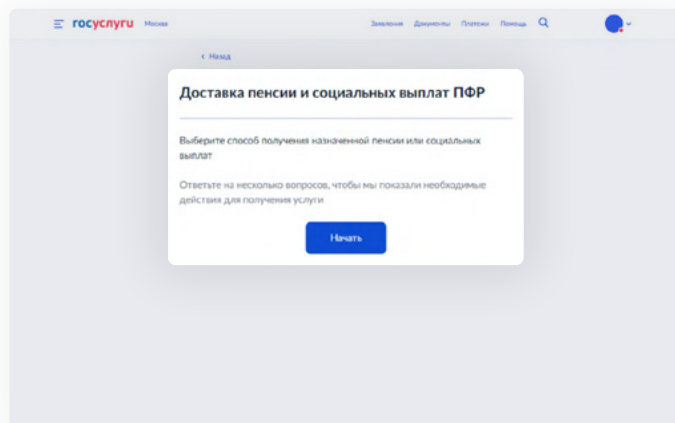 госуслуги Москва Заявления Документы Платежи Помощь
Назад
Доставка пенсии и социальных выплат ПФР
Выберите способ получения назначенной пенсии или социальных
выплат
Ответьте на несколько вопросов, чтобы мы показали необходимые
действия для получения услуги
Начать